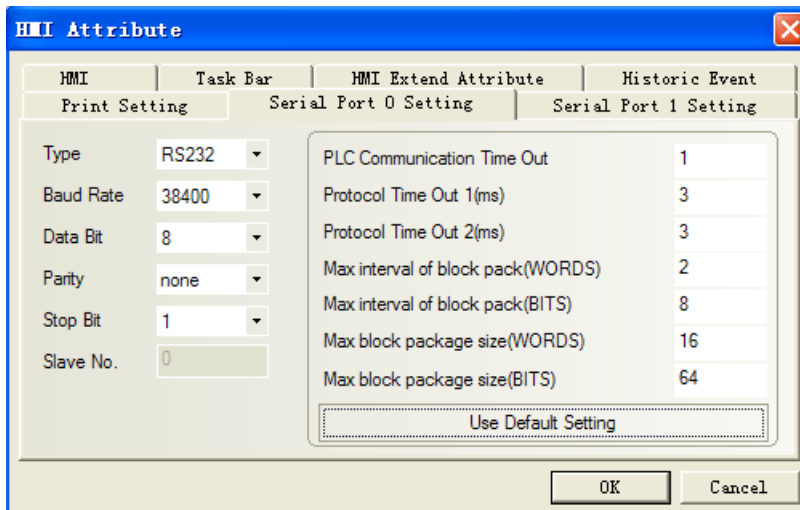 HMI Attribute
HMI Task Bar HMI Extend Attribute Historic Event
Print Setting Serial Port 0 Setting Serial Port 1 Setting
Type RS232
Baud Rate 38400
Data Bit 8
Parity none
Stop Bit 1
Slave No. 0
PLC Communication Time Out 1
Protocol Time Out 1(ms) 3
Protocol Time Out 2(ms) 3
Max interval of block pack(WORDS) 2
Max interval of block pack(BITS) 8
Max block package size(WORDS) 16
Max block package size(BITS) 64
Use Default Setting
OK Cancel